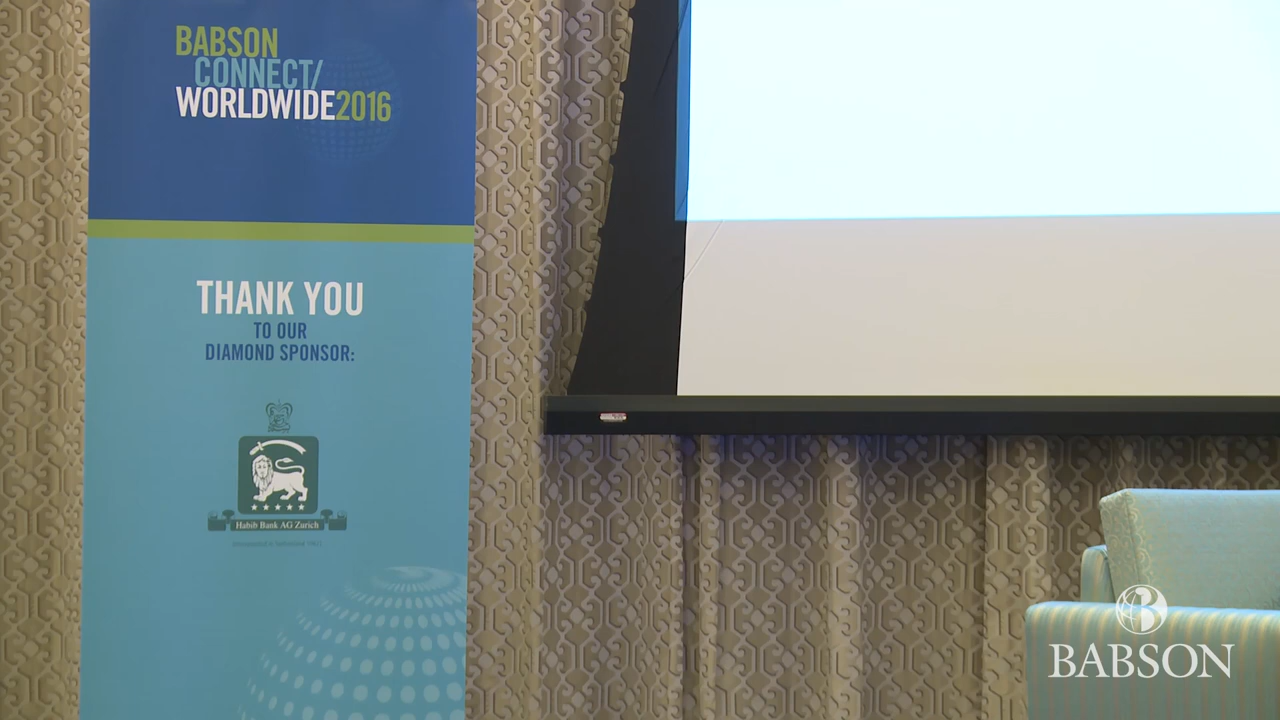 BABSON
CONNECT/
WORLDWIDE2016
THANK YOU
TO OUR
DIAMOND SPONSOR:
Habib Bank AG Zurich
BABSON